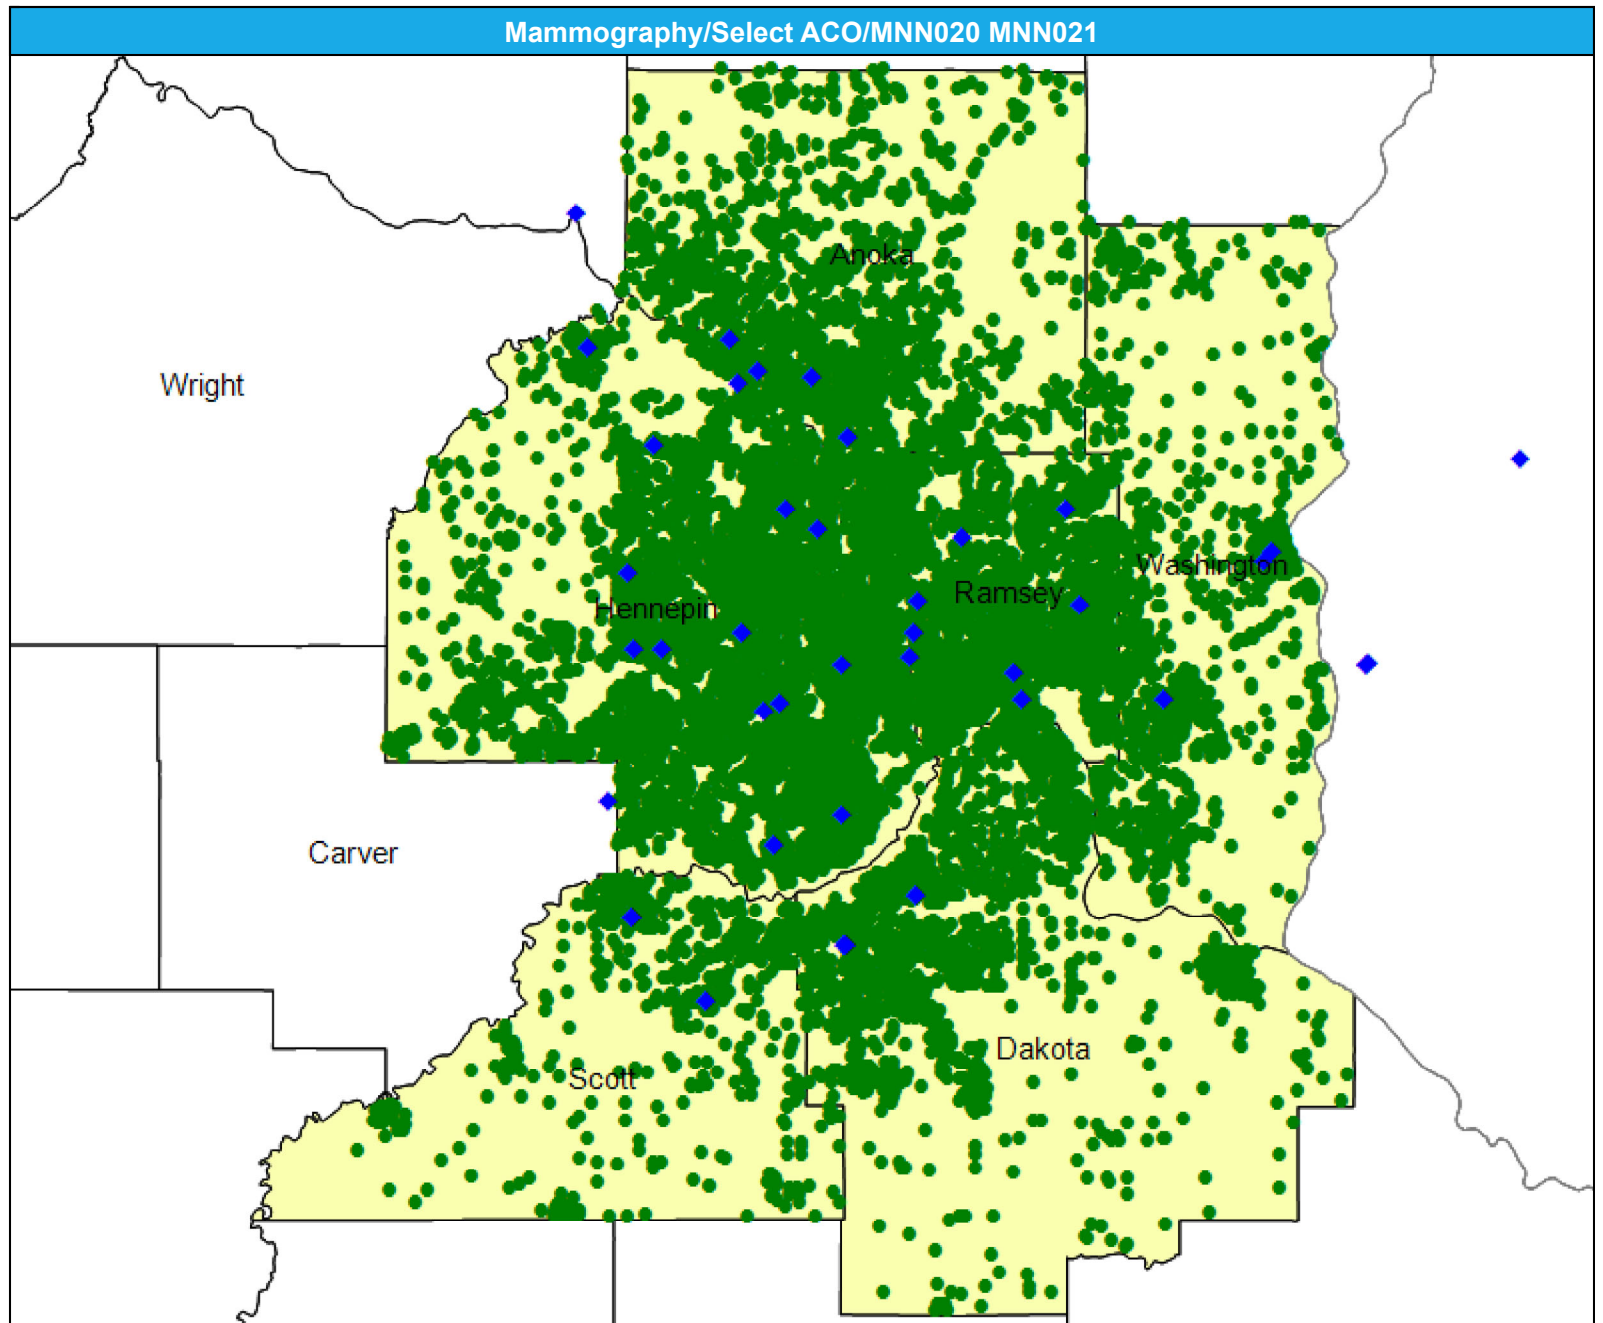 Mammography/Select ACO/MNN020 MNN021
Anoka
Wright
Washington
Ramsey
Hennepin
Carver
Dakota
Scott